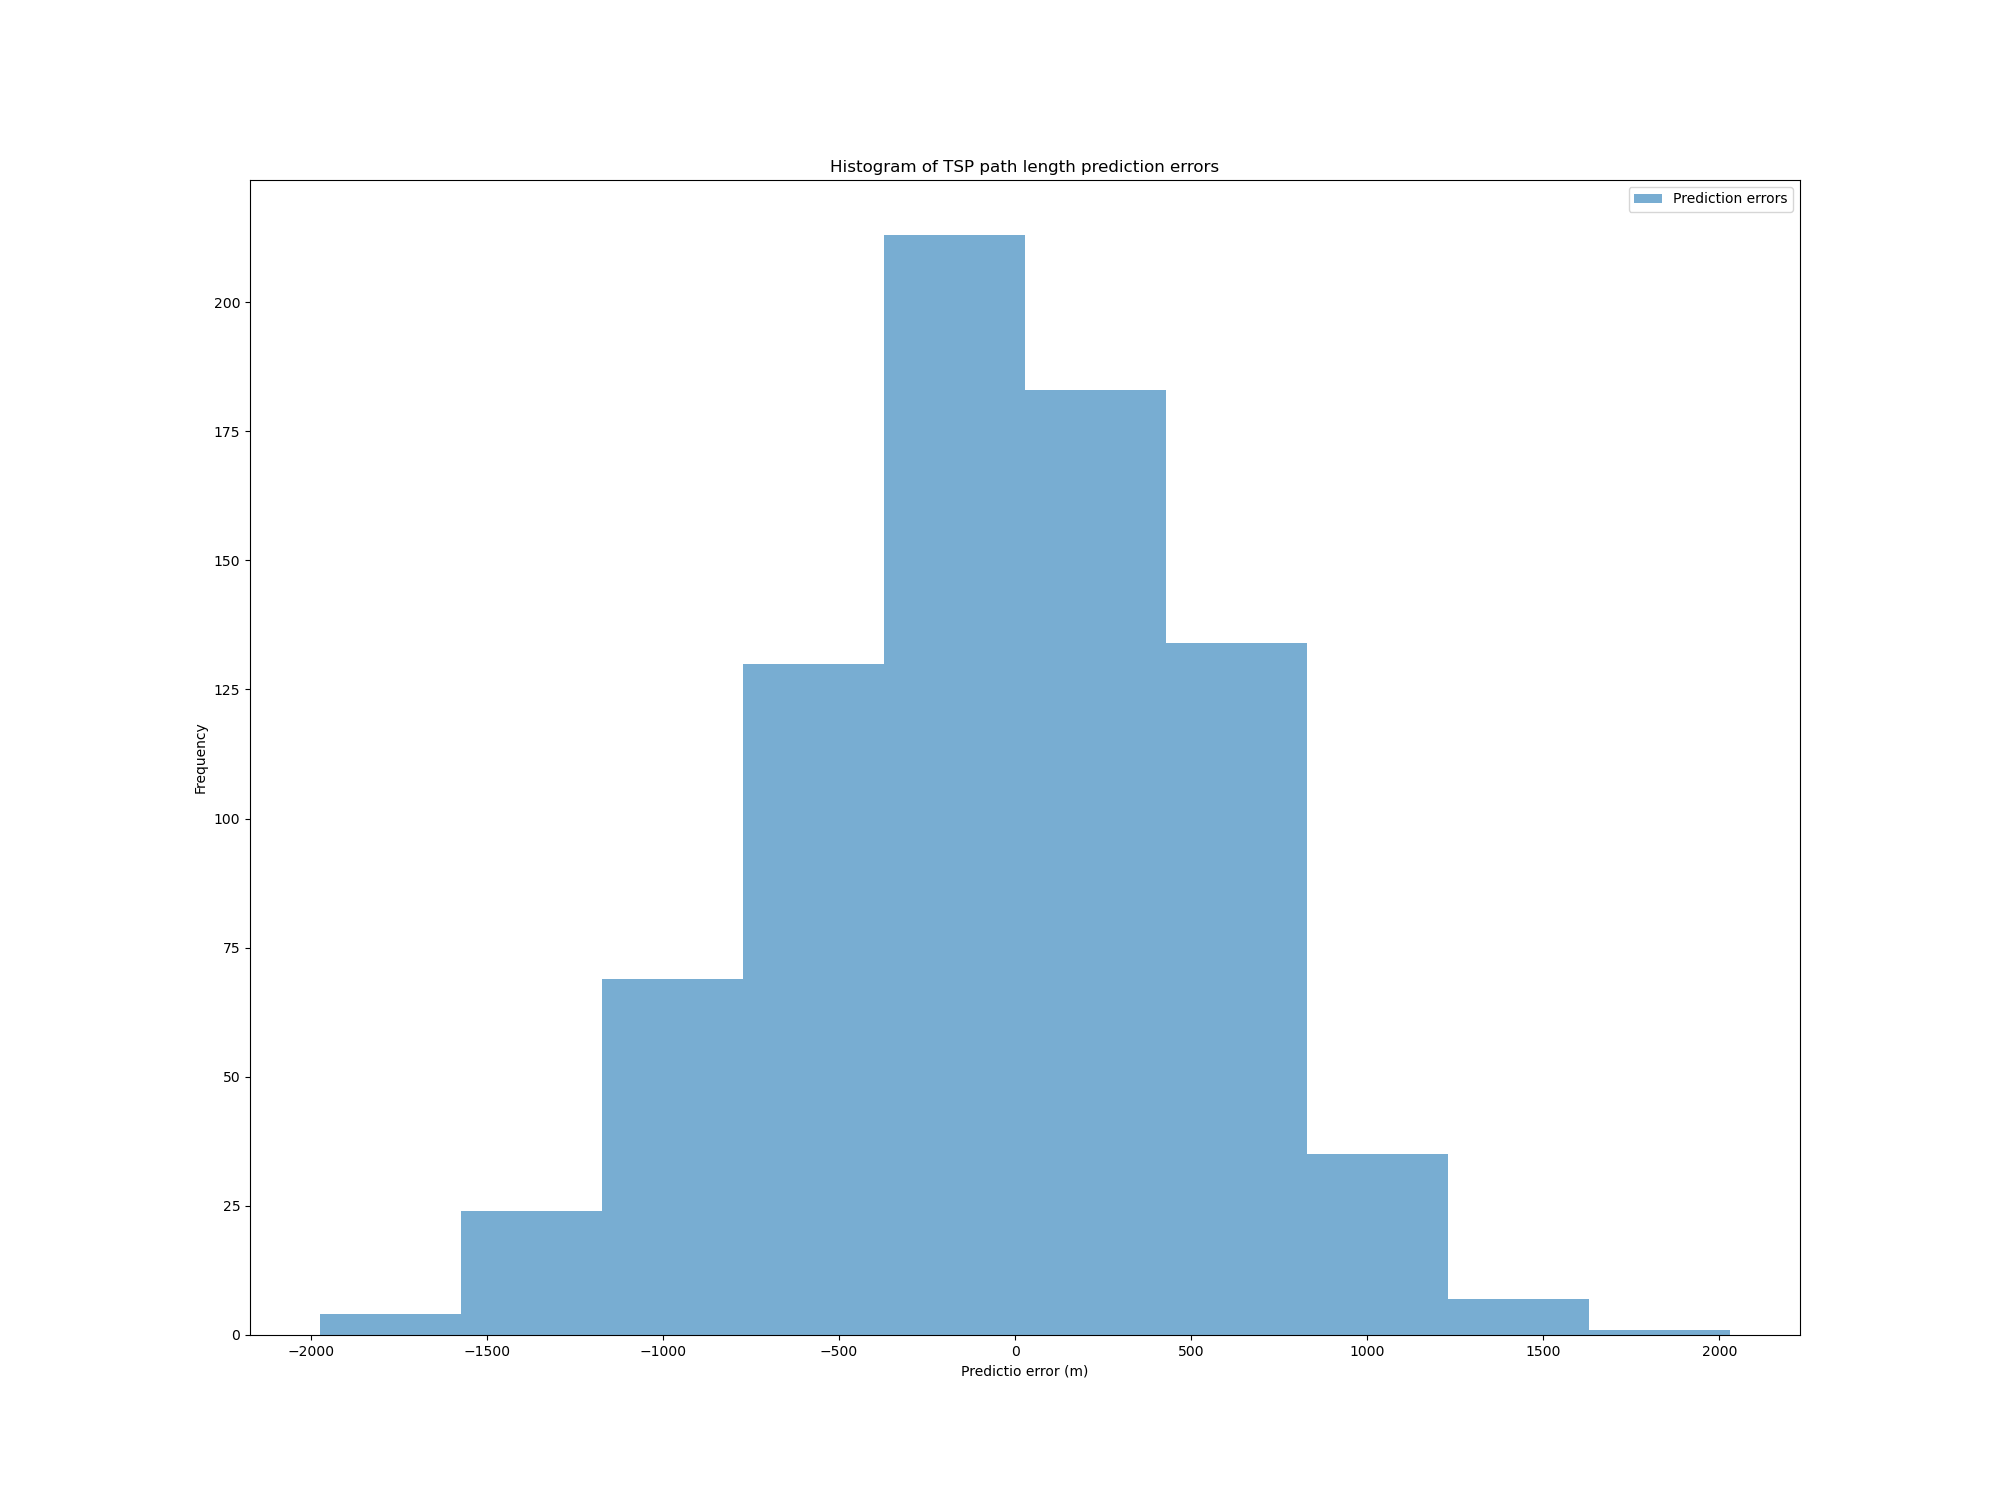 Histogram of TSP path length prediction errors
Prediction errors
200
175
150
125
100
75
50
25
0
Frequency
−2000 −1500 −1000 −500 0 500 1000 1500 2000
Predictio error (m)